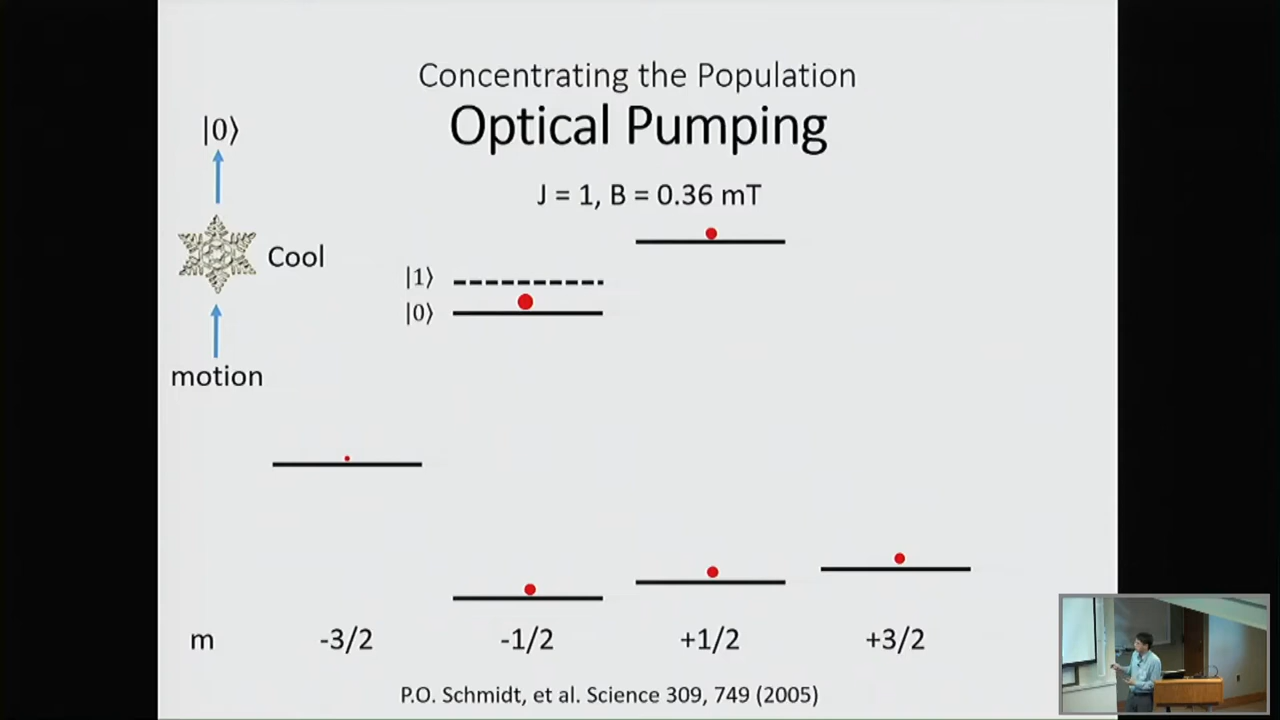 Concentrating the Population
Optical Pumping
|0⟩
J = 1, B = 0.36 mT
Cool
|1⟩
|0⟩
motion
m -3/2 -1/2 +1/2 +3/2
P.O. Schmidt, et al. Science 309, 749 (2005)